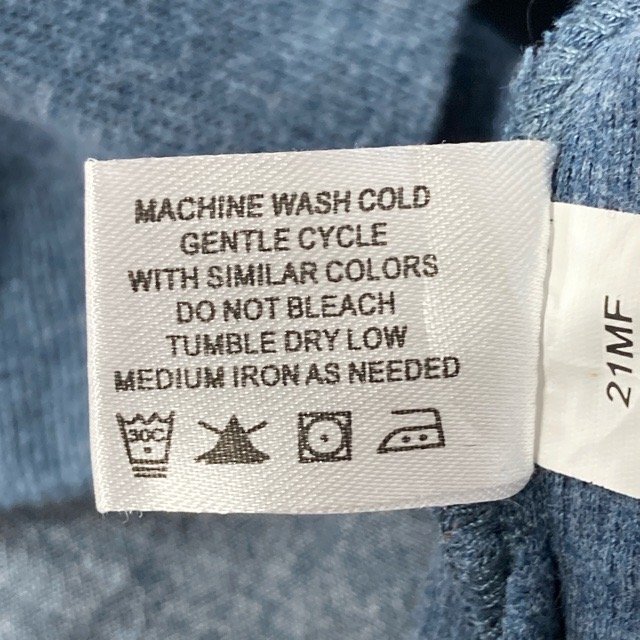 MACHINE WASH COLD
GENTLE CYCLE
WITH SIMILAR COLORS
DO NOT BLEACH
TUMBLE DRY LOW
MEDIUM IRON AS NEEDED
30C
21MF